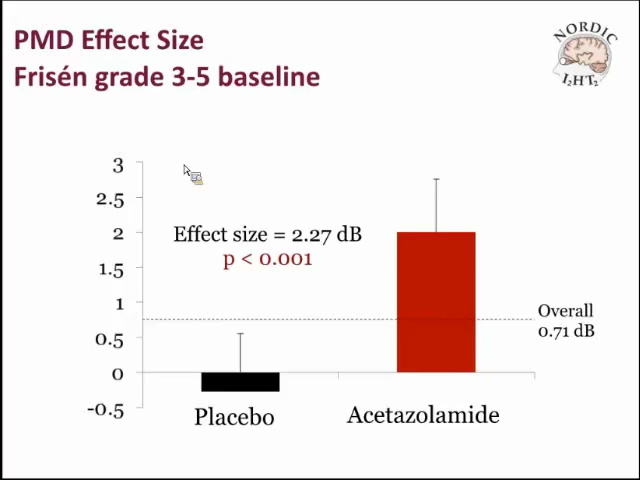 PMD Effect Size
Frisén grade 3-5 baseline
NORDIC
I2HT2
3
2.5
2
1.5
1
0.5
0
-0.5
Effect size = 2.27 dB
p < 0.001
Overall
0.71 dB
Placebo
Acetazolamide